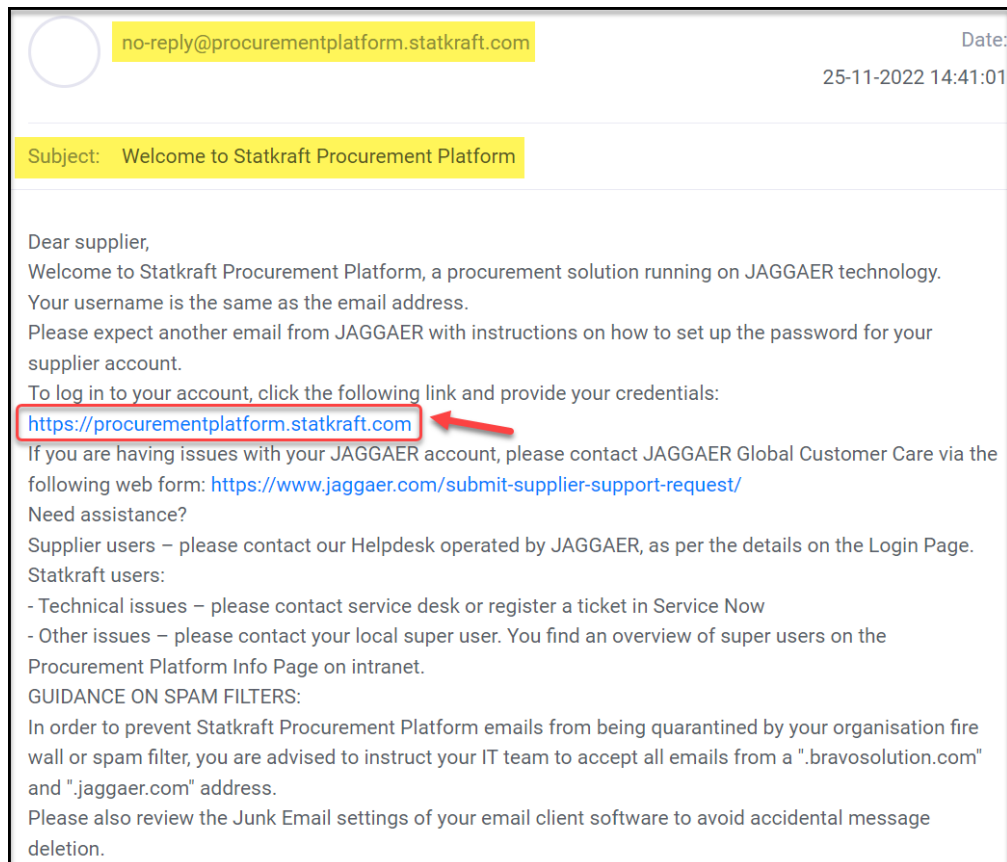 no-reply@procurementplatform.statkraft.com
Date:
25-11-2022 14:41:01
Subject: Welcome to Statkraft Procurement Platform
Dear supplier,
Welcome to Statkraft Procurement Platform, a procurement solution running on JAGGAER technology.
Your username is the same as the email address.
Please expect another email from JAGGAER with instructions on how to set up the password for your
supplier account.
To log in to your account, click the following link and provide your credentials:
https://procurementplatform.statkraft.com
If you are having issues with your JAGGAER account, please contact JAGGAER Global Customer Care via the
following web form: https://www.jaggaer.com/submit-supplier-support-request/
Need assistance?
Supplier users – please contact our Helpdesk operated by JAGGAER, as per the details on the Login Page.
Statkraft users:
- Technical issues – please contact service desk or register a ticket in Service Now
- Other issues – please contact your local super user. You find an overview of super users on the
Procurement Platform Info Page on intranet.
GUIDANCE ON SPAM FILTERS:
In order to prevent Statkraft Procurement Platform emails from being quarantined by your organisation fire
wall or spam filter, you are advised to instruct your IT team to accept all emails from a ".bravosolution.com"
and ".jaggaer.com" address.
Please also review the Junk Email settings of your email client software to avoid accidental message
deletion.